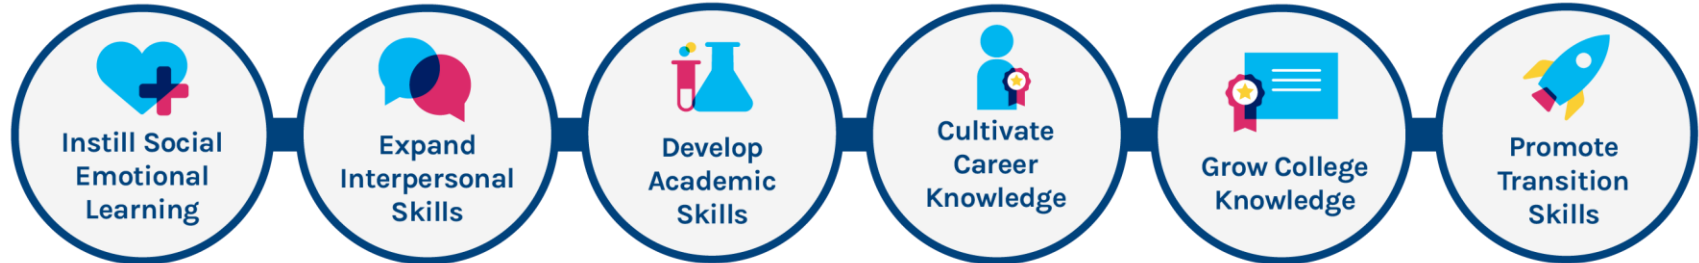 Instill Social
Emotional
Learning
Expand
Interpersonal
Skills
Develop
Academic
Skills
Cultivate
Career
Knowledge
Grow College
Knowledge
Promote
Transition
Skills